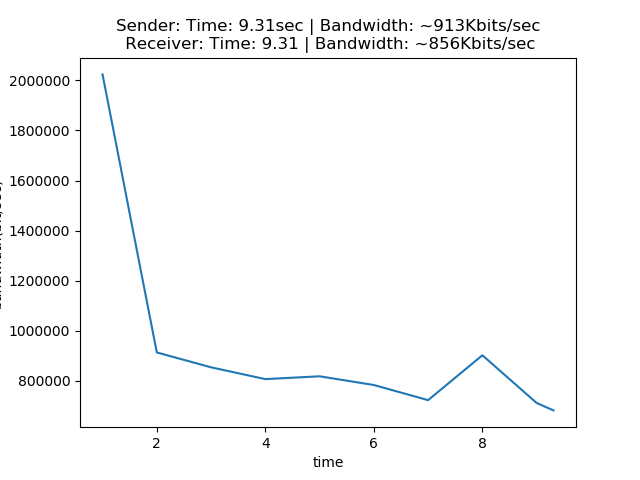 Sender: Time: 9.31sec | Bandwidth: ~913Kbits/sec
Receiver: Time: 9.31 | Bandwidth: ~856Kbits/sec
2000000
1800000
1600000
1400000
1200000
1000000
800000
2 4 6 8
time